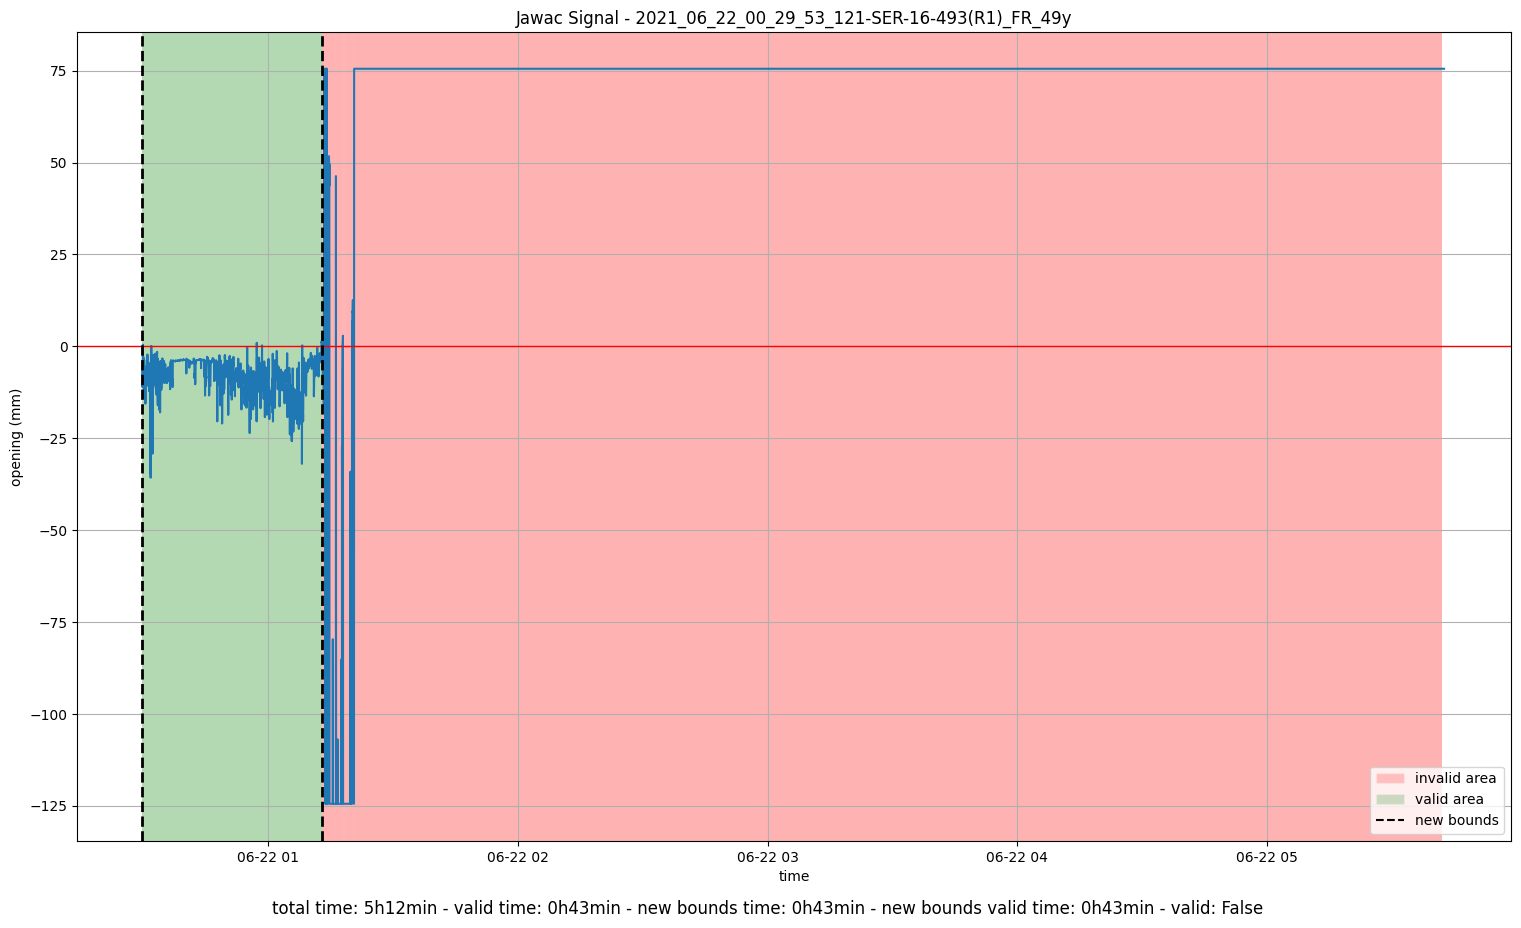 Jawac Signal - 2021_06_22_00_29_53_121-SER-16-493(R1)_FR_49y
opening (mm)
75
50
25
0
−25
−50
−75
−100
−125
invalid area
valid area
new bounds
06-22 01
06-22 02
06-22 03
06-22 04
06-22 05
time
total time: 5h12min - valid time: 0h43min - new bounds time: 0h43min - new bounds valid time: 0h43min - valid: False